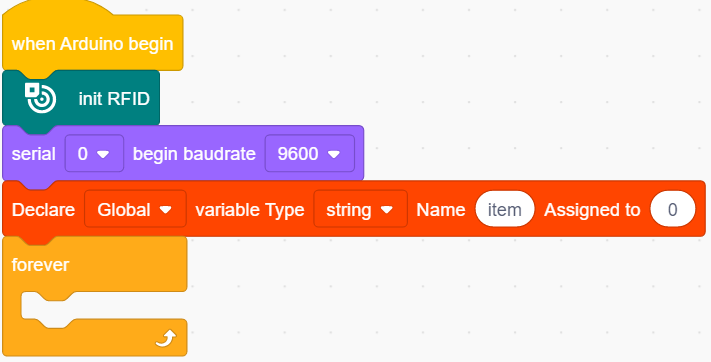 when Arduino begin
init RFID
serial 0 begin baudrate 9600
Declare Global variable Type string Name item Assigned to 0
forever